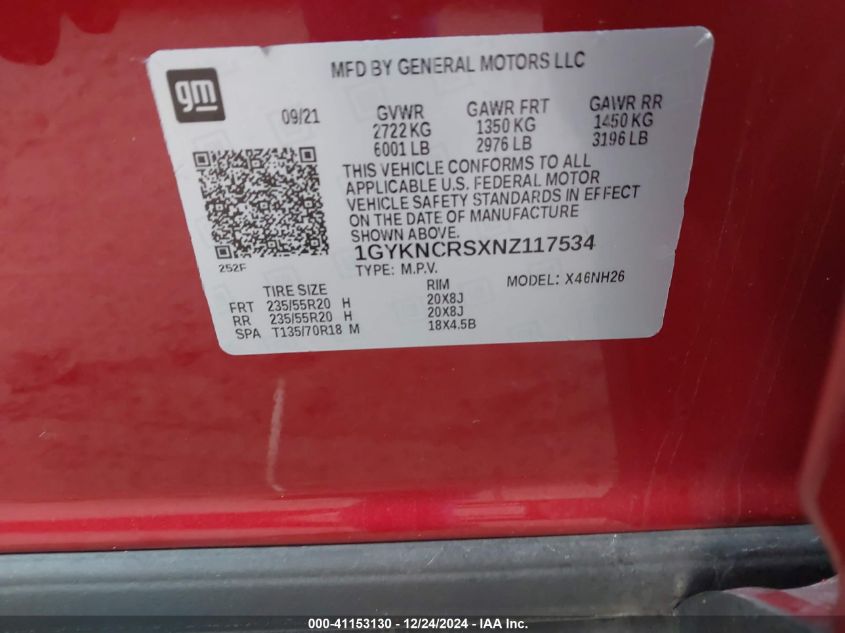 MFD BY GENERAL MOTORS LLC
gm
09/21
GVWR GAWR FRT GAWR RR
2722 KG 1350 KG 1450 KG
6001 LB 2976 LB 3196 LB
THIS VEHICLE CONFORMS TO ALL
APPLICABLE U.S. FEDERAL MOTOR
VEHICLE SAFETY STANDARDS IN EFFECT
ON THE DATE OF MANUFACTURE
SHOWN ABOVE.
1GYKNCRSXNZ117534
252F
TYPE: M.P.V.
MODEL: X46NH26
TIRE SIZE RIM
FRT 235/55R20 H 20X8J
RR 235/55R20 H 20X8J
SPA T135/70R18 M 18X4.5B
000-41153130 - 12/24/2024 - IAA Inc.